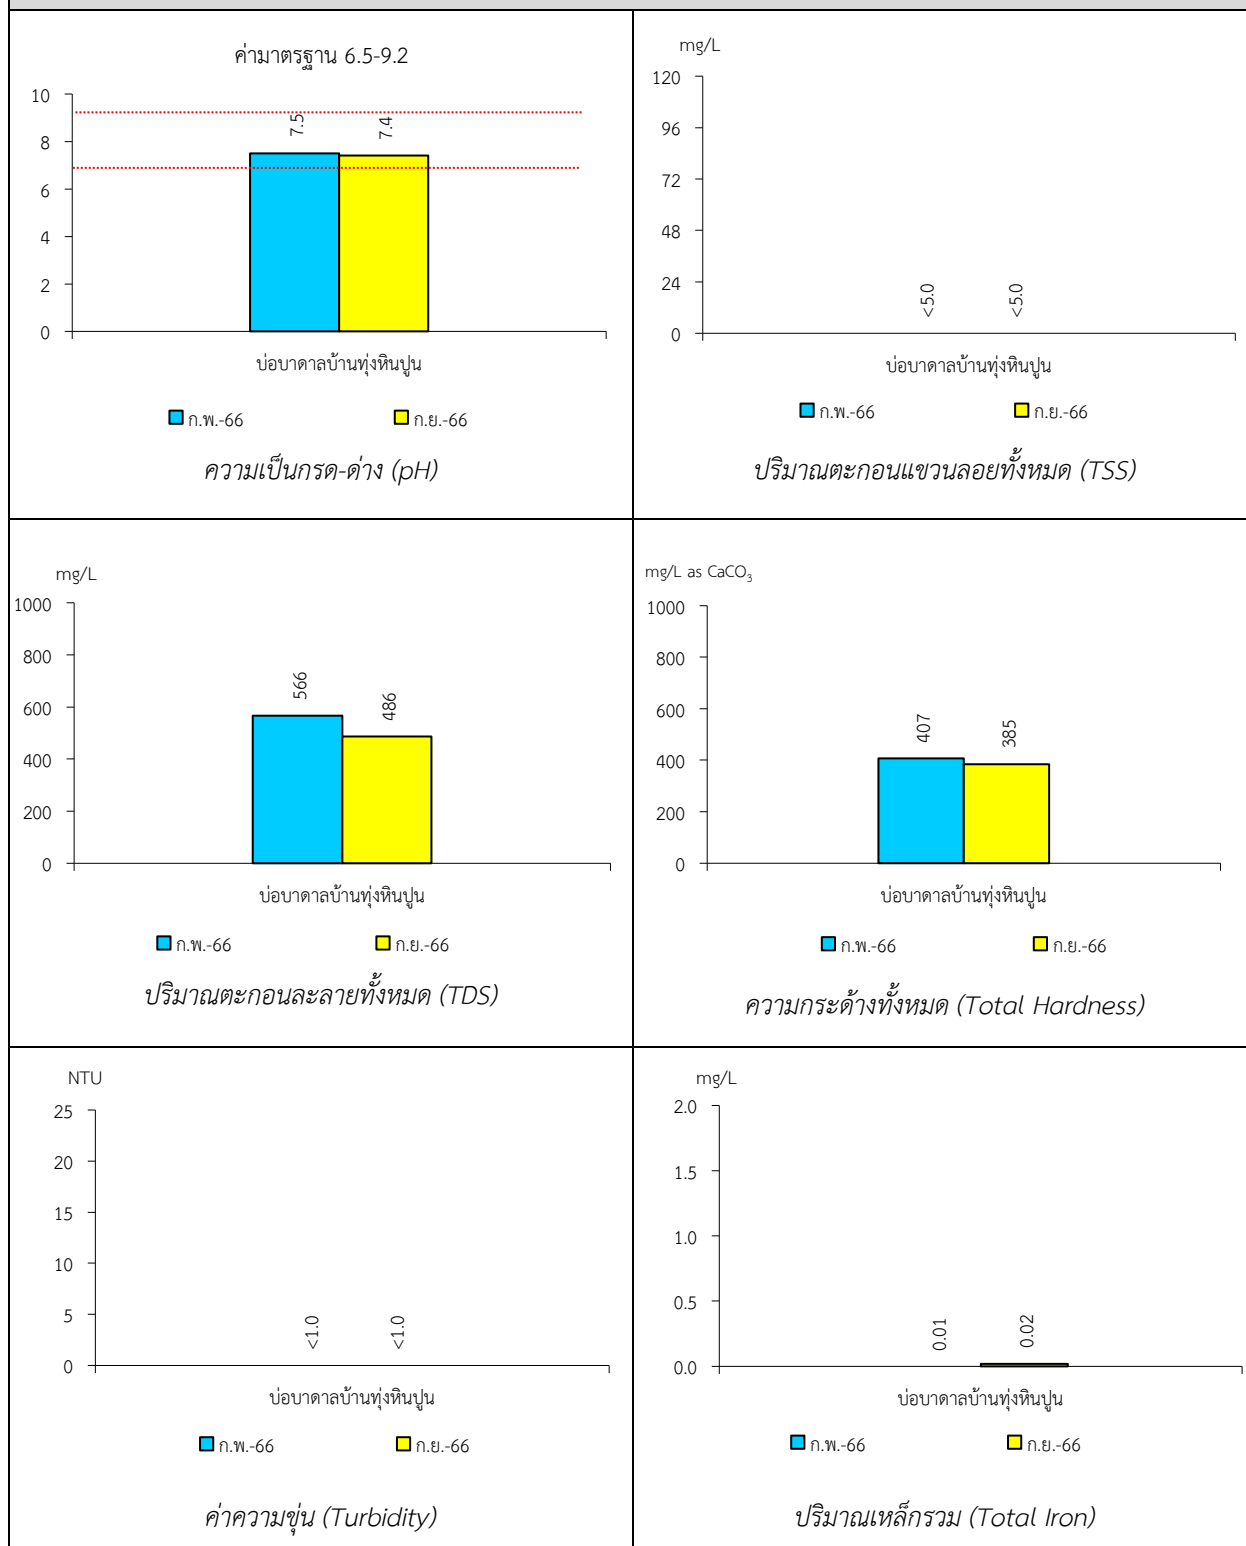 ค่ามาตรฐาน 6.5-9.2
10
8
6
4
2
0
7.5
7.4
บ่อบาดาลบ้านทุ่งหินปูน
ก.พ.-66
ก.ย.-66
ความเป็นกรด-ด่าง (pH)
mg/L
120
96
72
48
24
0
<5.0
<5.0
บ่อบาดาลบ้านทุ่งหินปูน
ก.พ.-66
ก.ย.-66
ปริมาณตะกอนแขวนลอยทั้งหมด (TSS)
mg/L
1000
800
600
400
200
0
566
486
บ่อบาดาลบ้านทุ่งหินปูน
ก.พ.-66
ก.ย.-66
ปริมาณตะกอนละลายทั้งหมด (TDS)
mg/L as CaCO₃
1000
800
600
400
200
0
407
385
บ่อบาดาลบ้านทุ่งหินปูน
ก.พ.-66
ก.ย.-66
ความกระด้างทั้งหมด (Total Hardness)
NTU
25
20
15
10
5
0
<1.0
<1.0
บ่อบาดาลบ้านทุ่งหินปูน
ก.พ.-66
ก.ย.-66
ค่าความขุ่น (Turbidity)
mg/L
2.0
1.5
1.0
0.5
0.0
0.01
0.02
บ่อบาดาลบ้านทุ่งหินปูน
ก.พ.-66
ก.ย.-66
ปริมาณเหล็กรวม (Total Iron)